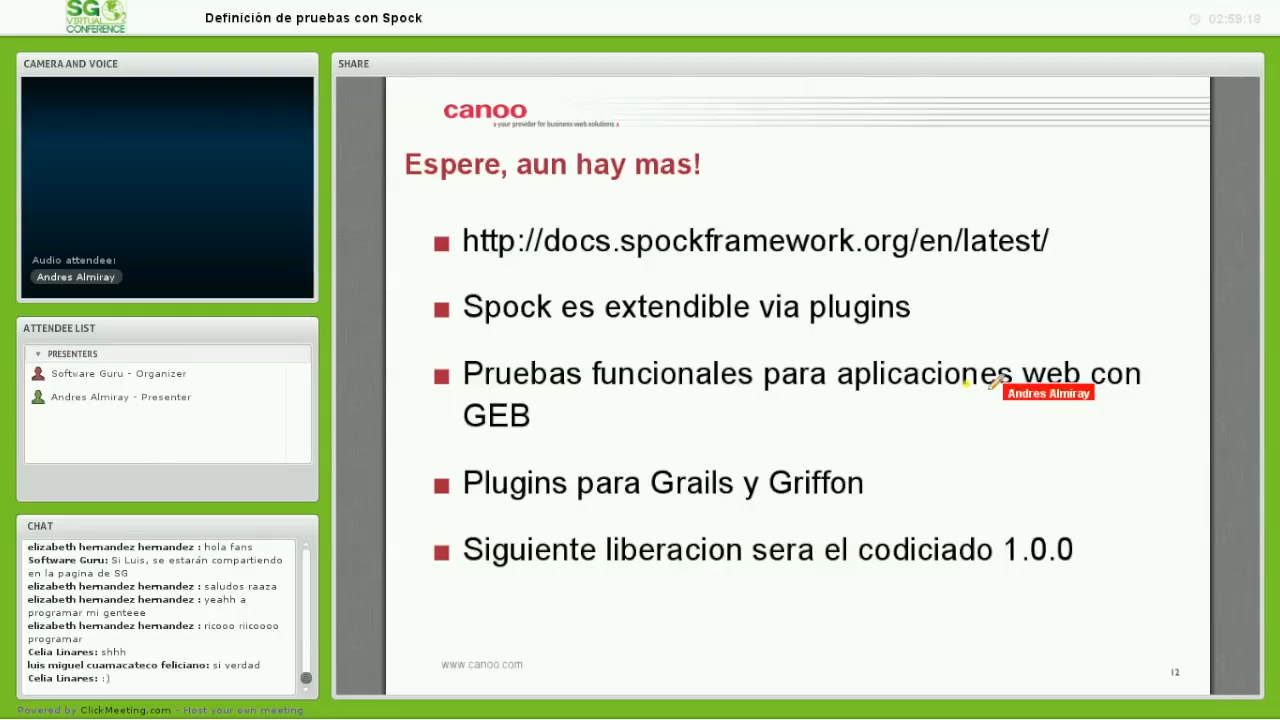 SG
VIRTUAL
CONFERENCE
Definición de pruebas con Spock
02:59:18
CAMERA AND VOICE
Audio attendee:
Andres Almiray
ATTENDEE LIST
PRESENTERS
Software Guru - Organizer
Andres Almiray - Presenter
CHAT
elizabeth hernandez hernandez : hola fans
Software Guru: Si Luis, se estarán compartiendo
en la pagina de SG
elizabeth hernandez hernandez : saludos raaza
elizabeth hernandez hernandez : yeahh a
programar mi genteee
elizabeth hernandez hernandez : ricooo riicoooo
programar
Celia Linares: shhh
luis miguel cuamacateco feliciano: si verdad
Celia Linares: :)
Powered by ClickMeeting.com - Host your own meeting
SHARE
canoo
your provider for business web solutions
Espere, aun hay mas!
http://docs.spockframework.org/en/latest/
Spock es extendible via plugins
Pruebas funcionales para aplicaciones web con
GEB
Andres Almiray
Plugins para Grails y Griffon
Siguiente liberacion sera el codiciado 1.0.0
www.canoo.com
12